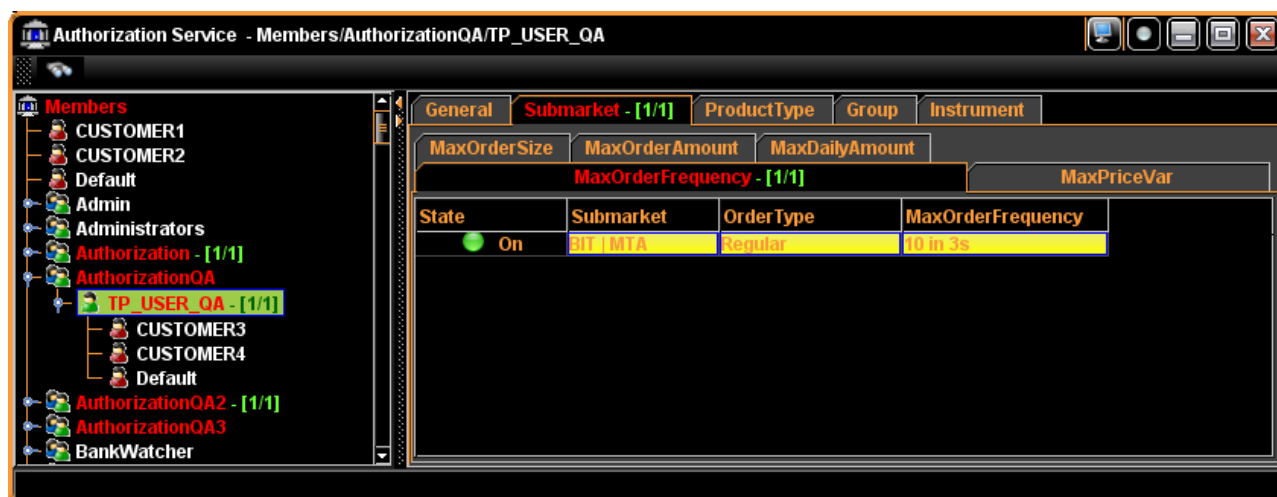 Authorization Service - Members/AuthorizationQA/TP_USER_QA
Members
CUSTOMER1
CUSTOMER2
Default
Admin
Administrators
Authorization - [1/1]
AuthorizationQA
TP_USER_QA - [1/1]
CUSTOMER3
CUSTOMER4
Default
AuthorizationQA2 - [1/1]
AuthorizationQA3
BankWatcher
General Submarket - [1/1] ProductType Group Instrument
MaxOrderSize MaxOrderAmount MaxDailyAmount
MaxOrderFrequency - [1/1] MaxPriceVar
State Submarket OrderType MaxOrderFrequency
On BIT | MTA Regular 10 in 3s